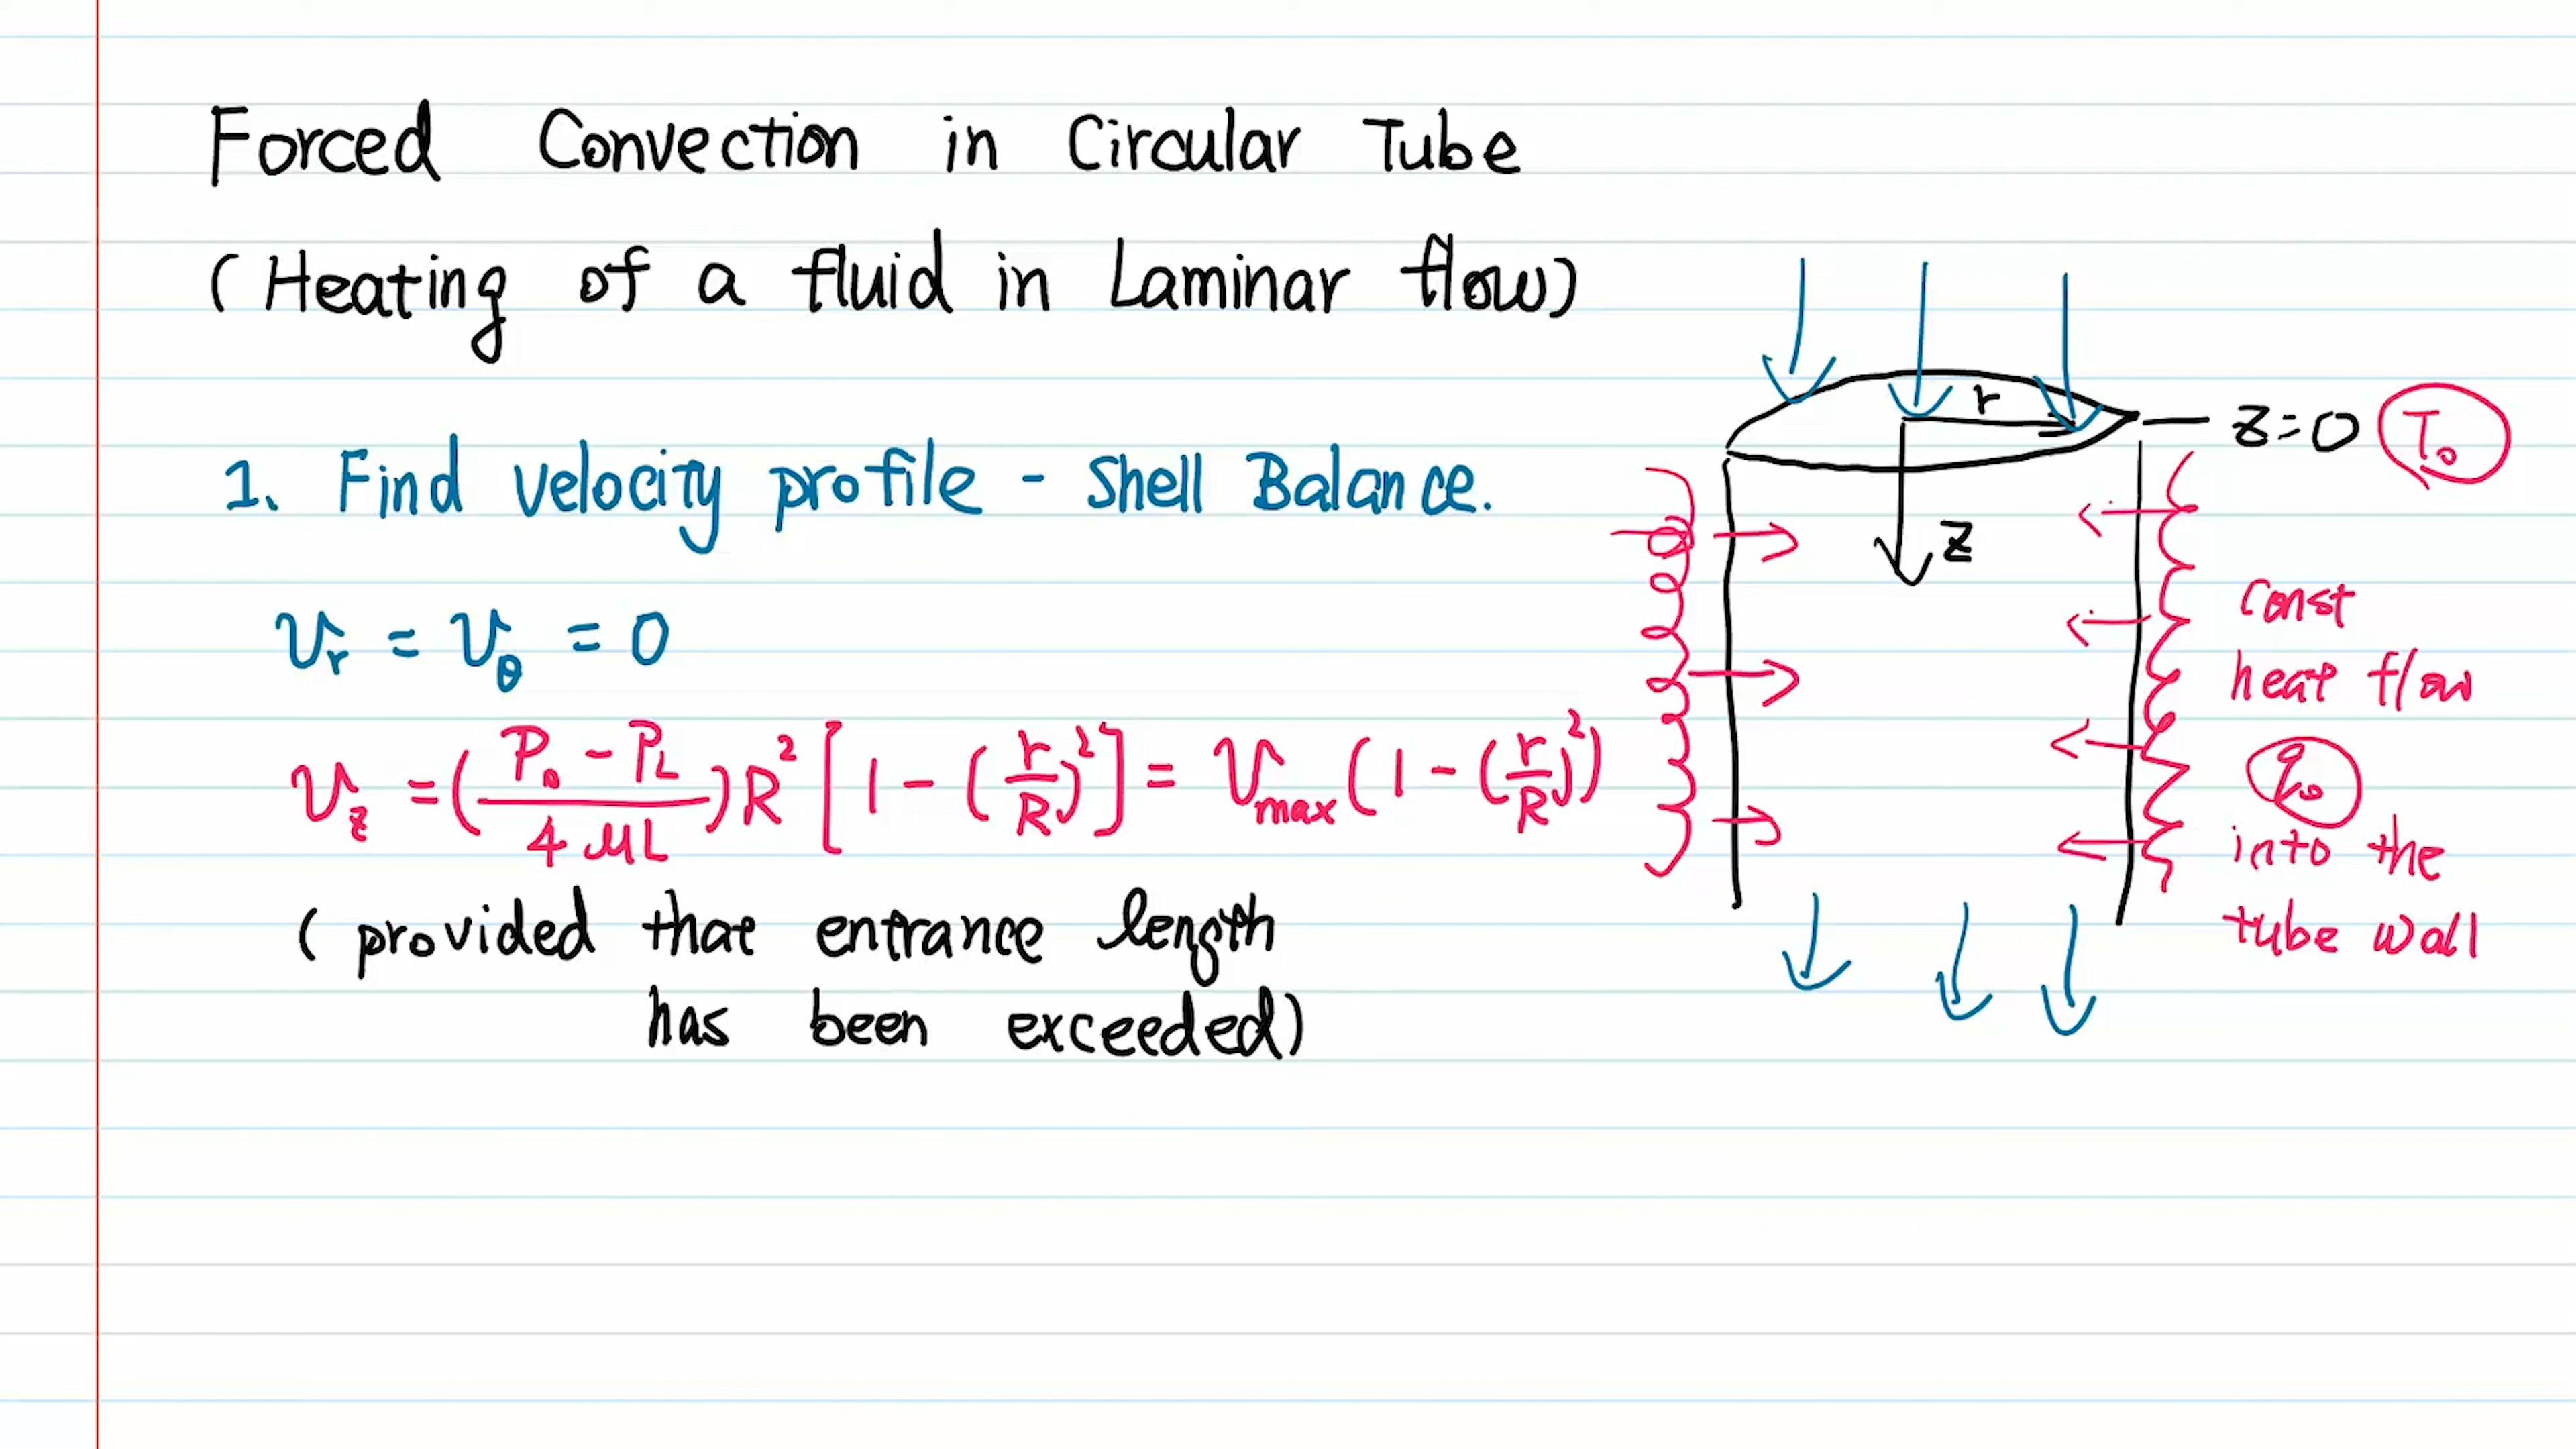 Forced Convection in Circular Tube
(Heating of a fluid in Laminar flow)
1. Find velocity profile - Shell Balance.
v_r = v_θ = 0
v_z = (P_0 - P_L / 4 μL) R² [1 - (r/R)²] = v_max (1 - (r/R)²)
(provided that entrance length
has been exceeded)
r
z = 0 T_0
z
const
heat flow
q_0
into the
tube wall